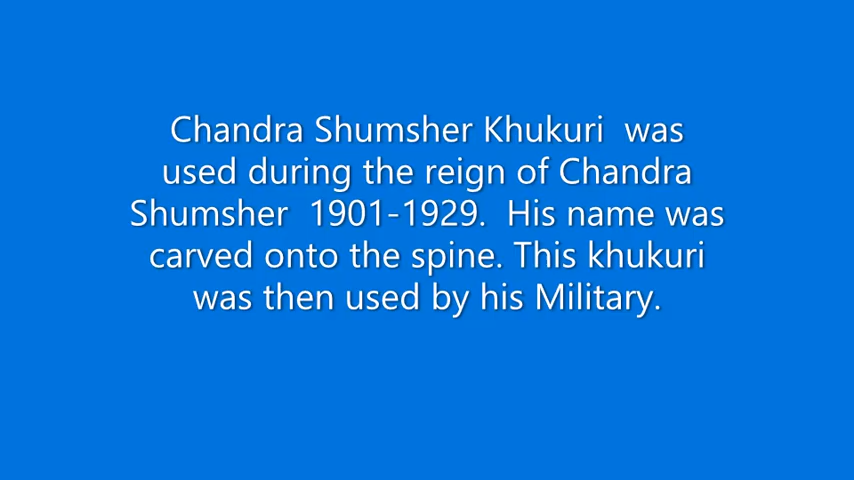 Chandra Shumsher Khukuri  was
used during the reign of Chandra
Shumsher  1901-1929.  His name was
carved onto the spine. This khukuri
was then used by his Military.